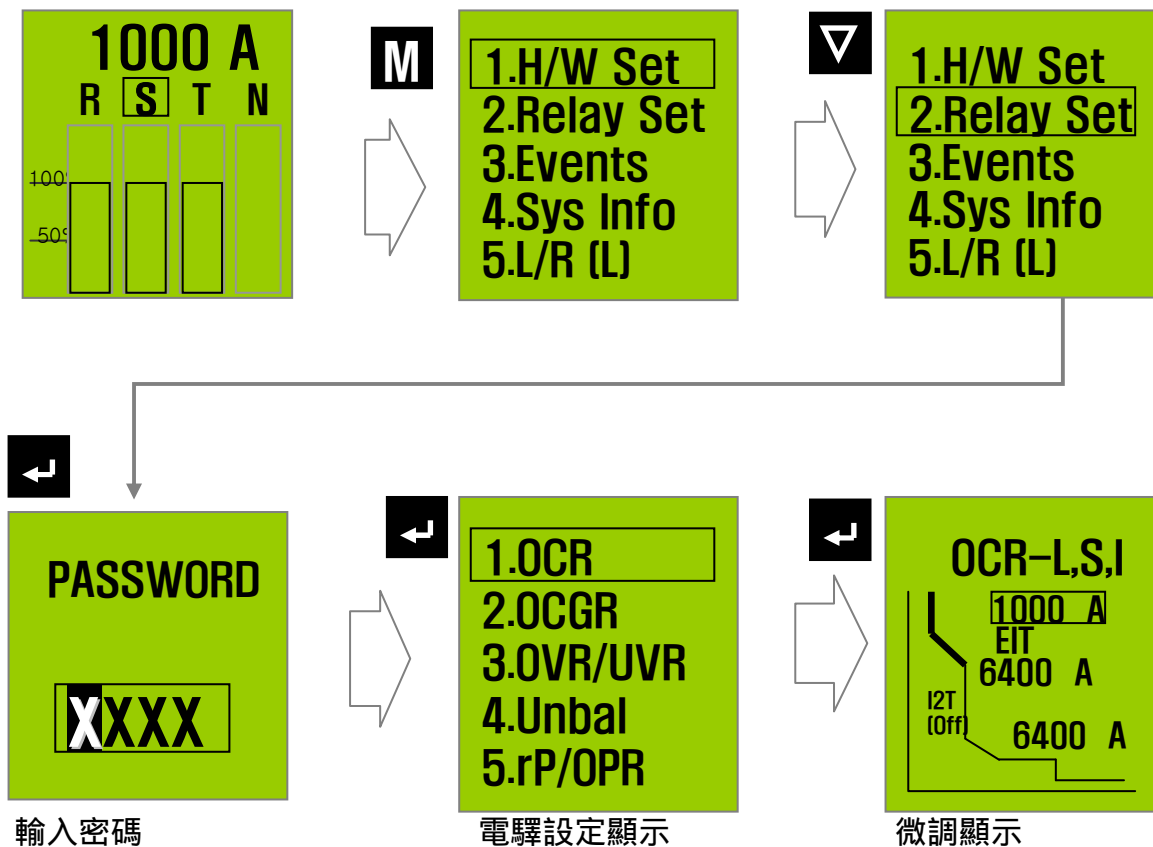 1000 A
R S T N
100%
50%
M
1.H/W Set
2.Relay Set
3.Events
4.Sys Info
5.L/R (L)
1.H/W Set
2.Relay Set
3.Events
4.Sys Info
5.L/R (L)
PASSWORD
XXXX
輸入密碼
1.OCR
2.OCGR
3.OVR/UVR
4.Unbal
5.rP/OPR
電驛設定顯示
OCR-L,S,I
1000 A
EIT
6400 A
I2T
(Off)
6400 A
微調顯示